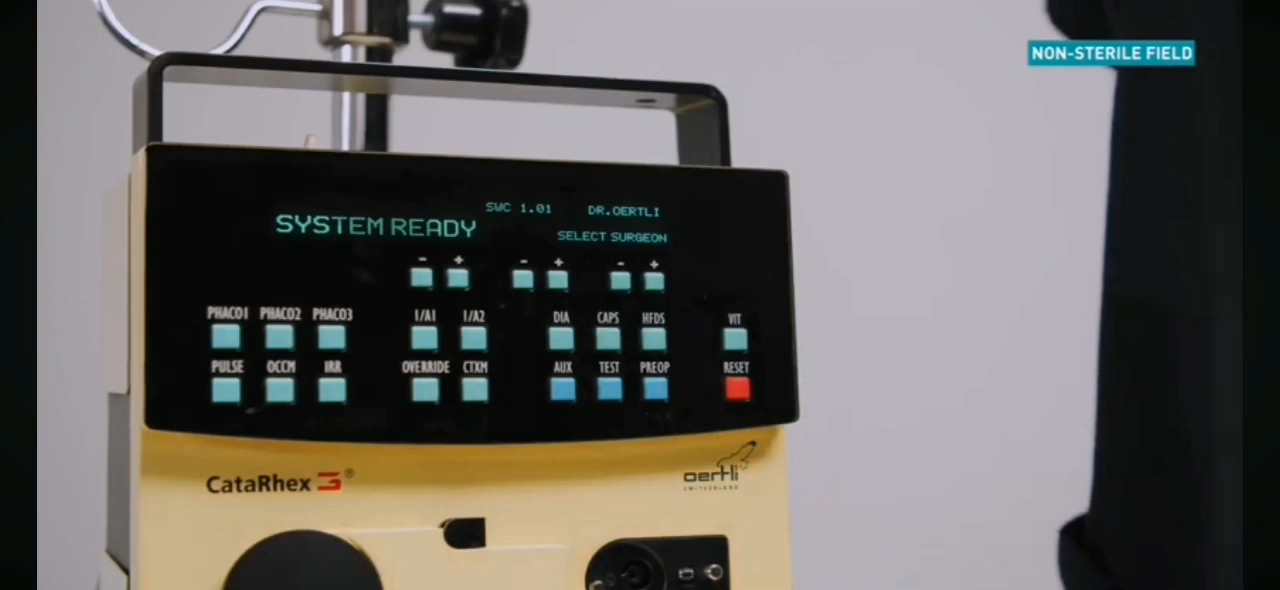 NON-STERILE FIELD
SWC 1.01 DR.OERTLI
SYSTEM READY
SELECT SURGEON
- + - + - +
PHACO1 PHACO2 PHACO3 I/A1 I/A2 DIA CAPS HFDS VIT
PULSE OCCM IRR OVERRIDE CTXM AUX TEST PREOP RESET
CataRhex 3®
oertli
SWITZERLAND